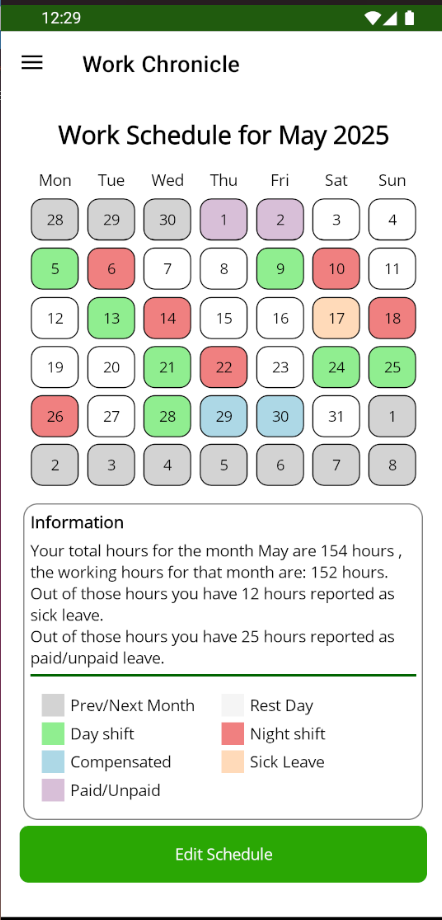 12:29
Work Chronicle
Work Schedule for May 2025
Mon Tue Wed Thu Fri Sat Sun
28 29 30 1 2 3 4
5 6 7 8 9 10 11
12 13 14 15 16 17 18
19 20 21 22 23 24 25
26 27 28 29 30 31 1
2 3 4 5 6 7 8
Information
Your total hours for the month May are 154 hours ,
the working hours for that month are: 152 hours.
Out of those hours you have 12 hours reported as
sick leave.
Out of those hours you have 25 hours reported as
paid/unpaid leave.
Prev/Next Month Rest Day
Day shift Night shift
Compensated Sick Leave
Paid/Unpaid
Edit Schedule